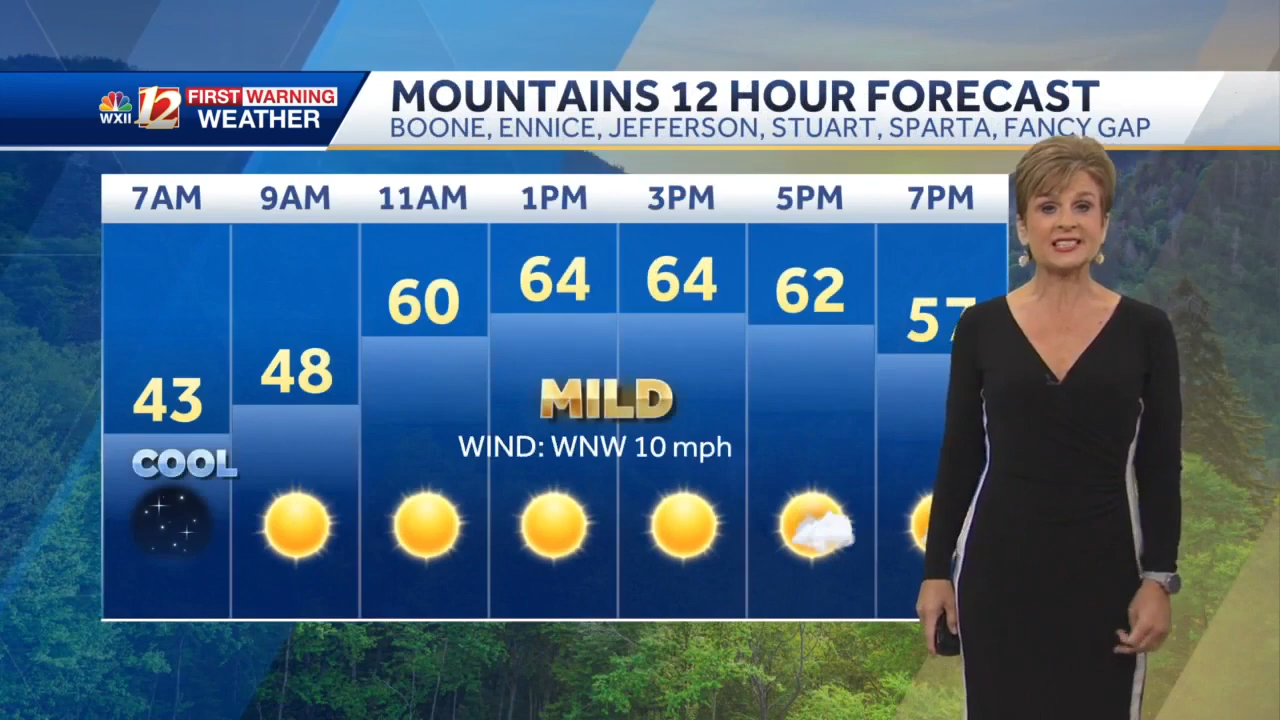 WXII 12 FIRST WARNING
WEATHER
MOUNTAINS 12 HOUR FORECAST
BOONE, ENNICE, JEFFERSON, STUART, SPARTA, FANCY GAP
7AM 9AM 11AM 1PM 3PM 5PM 7PM
43 48 60 64 64 62 57
COOL
MILD
WIND: WNW 10 mph